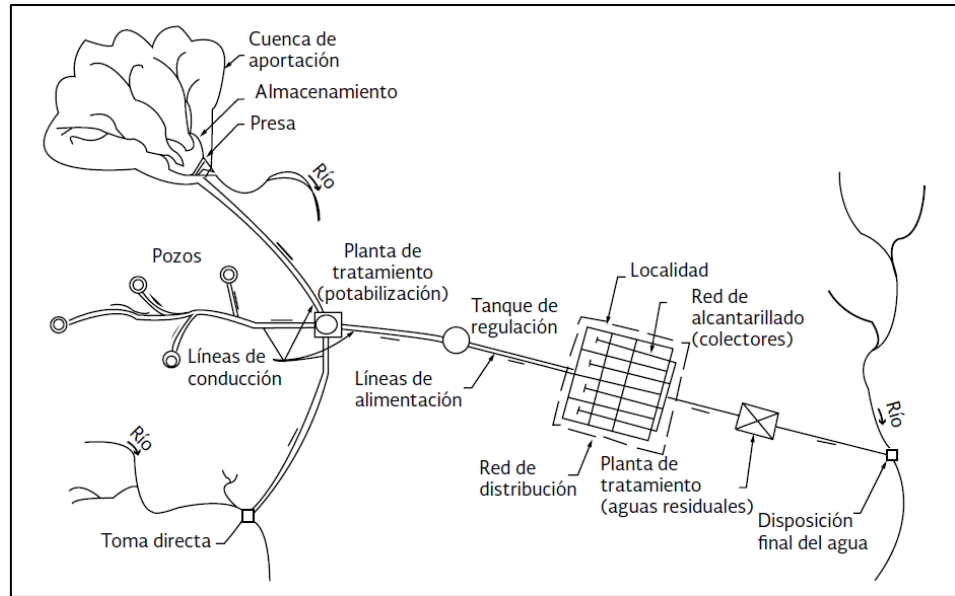 Cuenca de
aportación
Almacenamiento
Presa
Río
Pozos
Planta de
tratamiento
(potabilización)
Líneas de
conducción
Tanque de
regulación
Líneas de
alimentación
Localidad
Red de
alcantarillado
(colectores)
Río
Río
Toma directa
Red de
distribución
Planta de
tratamiento
(aguas residuales)
Disposición
final del agua